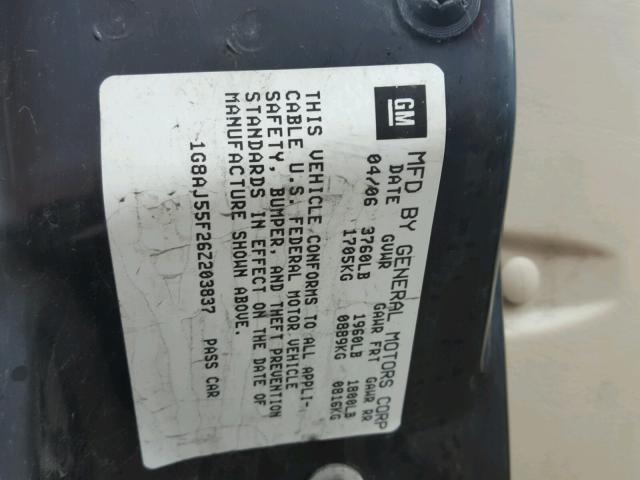 GM
MFD BY GENERAL MOTORS CORP
DATE GVWR GAWR FRT GAWR RR
04/06 3760LB 1960LB 1800LB
1705KG 0889KG 0816KG
THIS VEHICLE CONFORMS TO ALL APPLI-
CABLE U.S. FEDERAL MOTOR VEHICLE
SAFETY, BUMPER, AND THEFT PREVENTION
STANDARDS IN EFFECT ON THE DATE OF
MANUFACTURE SHOWN ABOVE.
1G8AJ55F26Z203837 PASS CAR